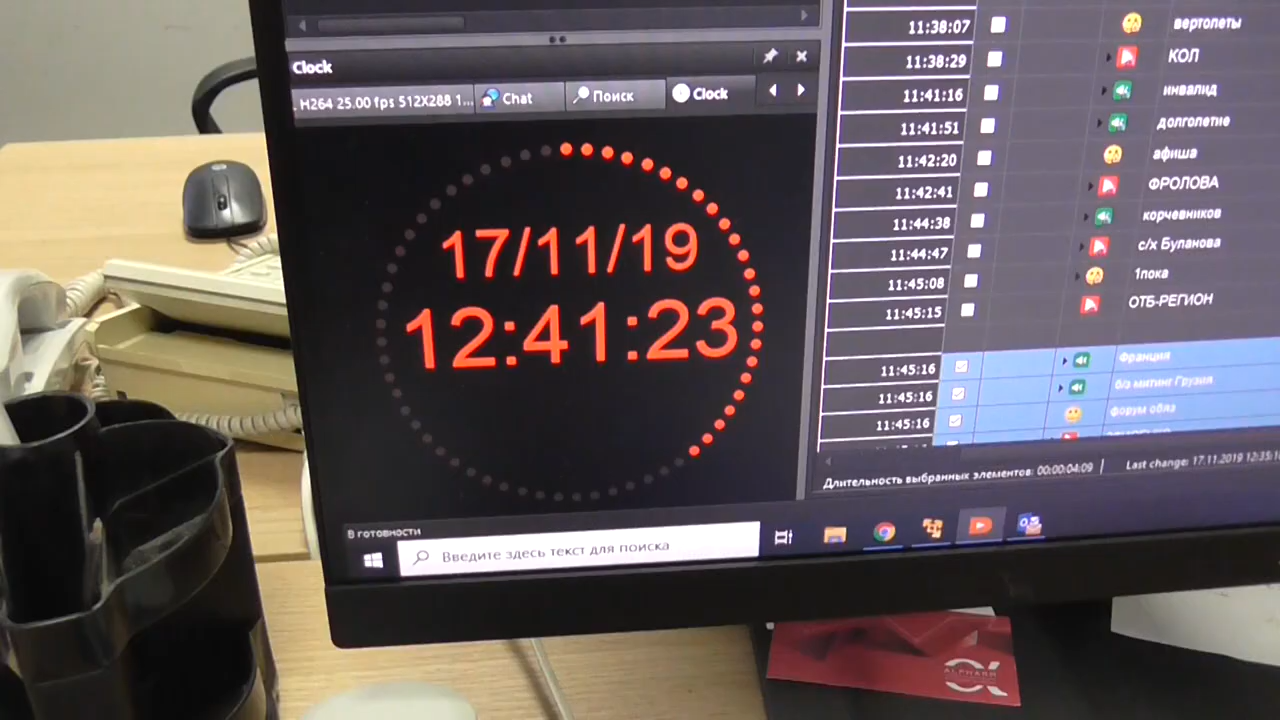 Clock
. H264 25.00 fps 512X288 1... Chat Поиск Clock
17/11/19
12:41:23
11:38:07 вертолеты
11:38:29 КОЛ
11:41:16 инвалид
11:41:51 долголетие
11:42:20 афиша
11:42:41 ФРОЛОВА
11:44:38 корчевников
11:44:47 с/х Буланова
11:45:08 1пока
11:45:15 ОТБ-РЕГИОН
11:45:16 Франция
11:45:16 б/з митинг Грузия
11:45:16 форум облз
Длительность выбранных элементов: 00:00:04:09 Last change: 17.11.2019 12:35:
В готовности
Введите здесь текст для поиска